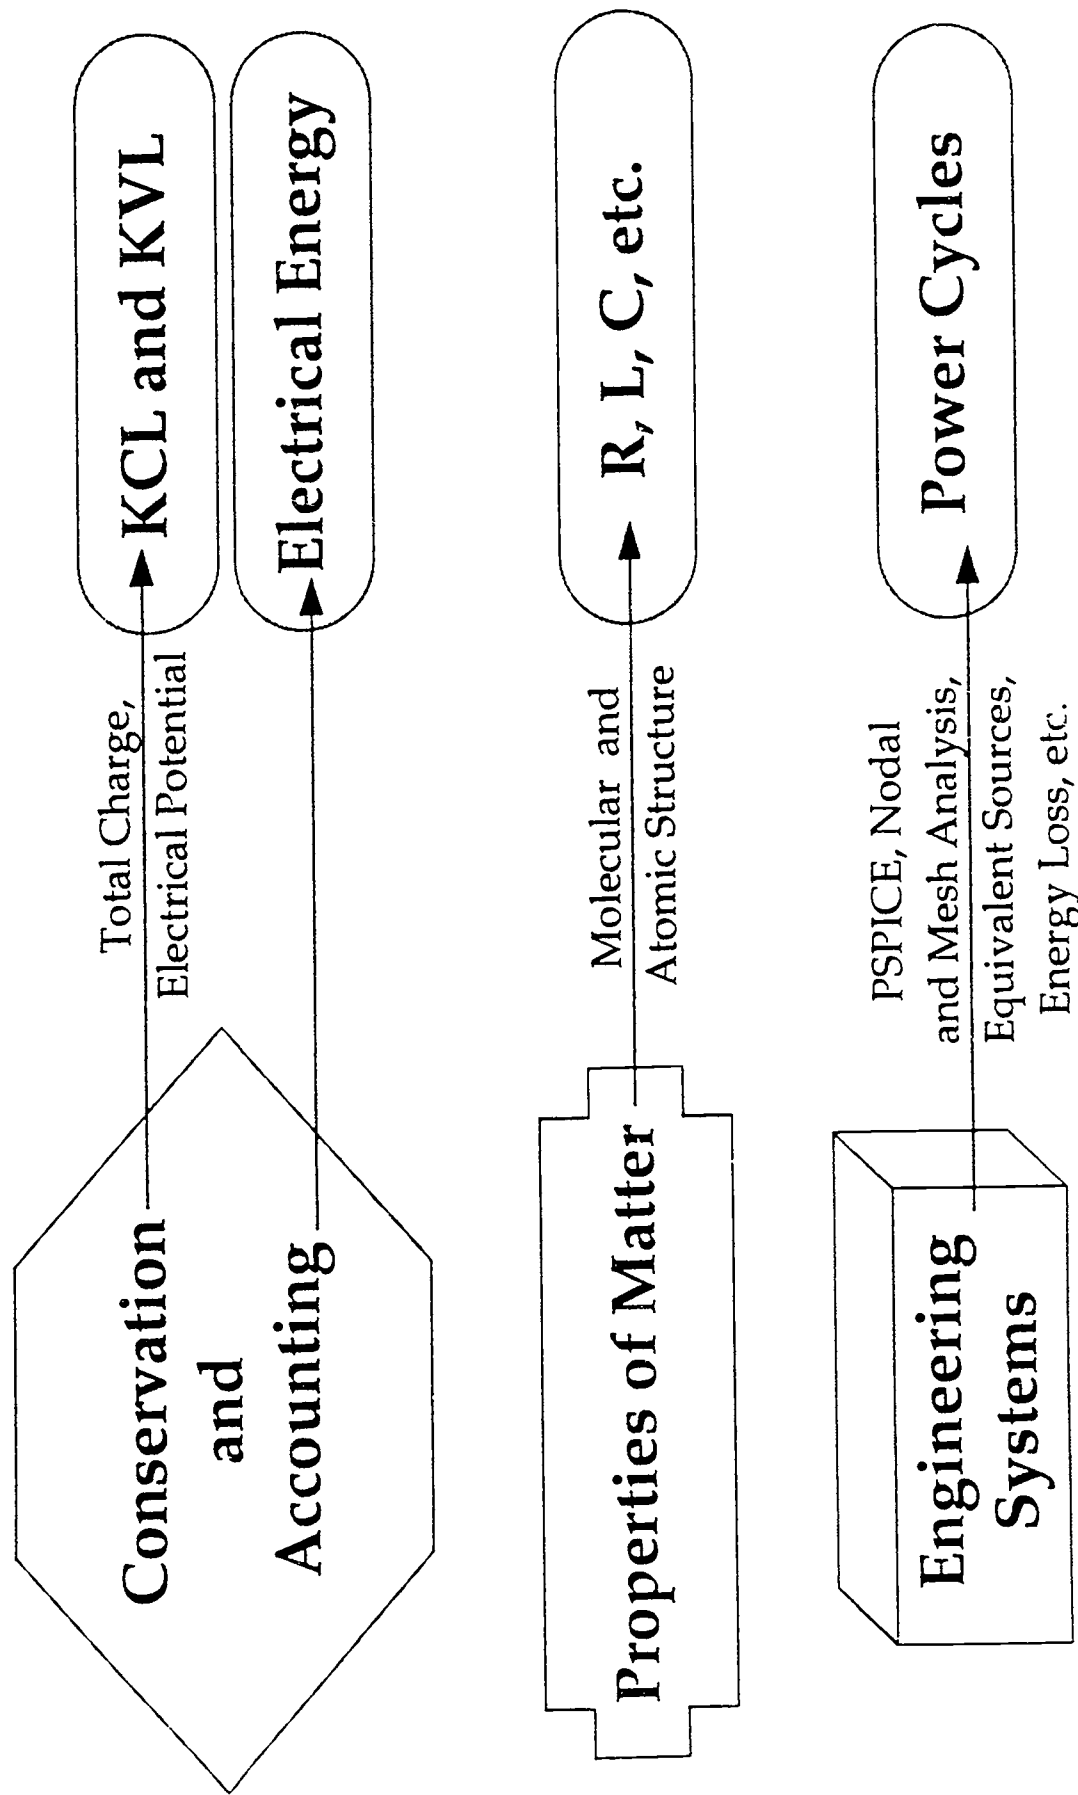 Conservation
and
Accounting
Total Charge,
Electrical Potential
KCL and KVL
Electrical Energy
Properties of Matter
Molecular and
Atomic Structure
R, L, C, etc.
Engineering
Systems
PSPICE, Nodal
and Mesh Analysis,
Equivalent Sources,
Energy Loss, etc.
Power Cycles